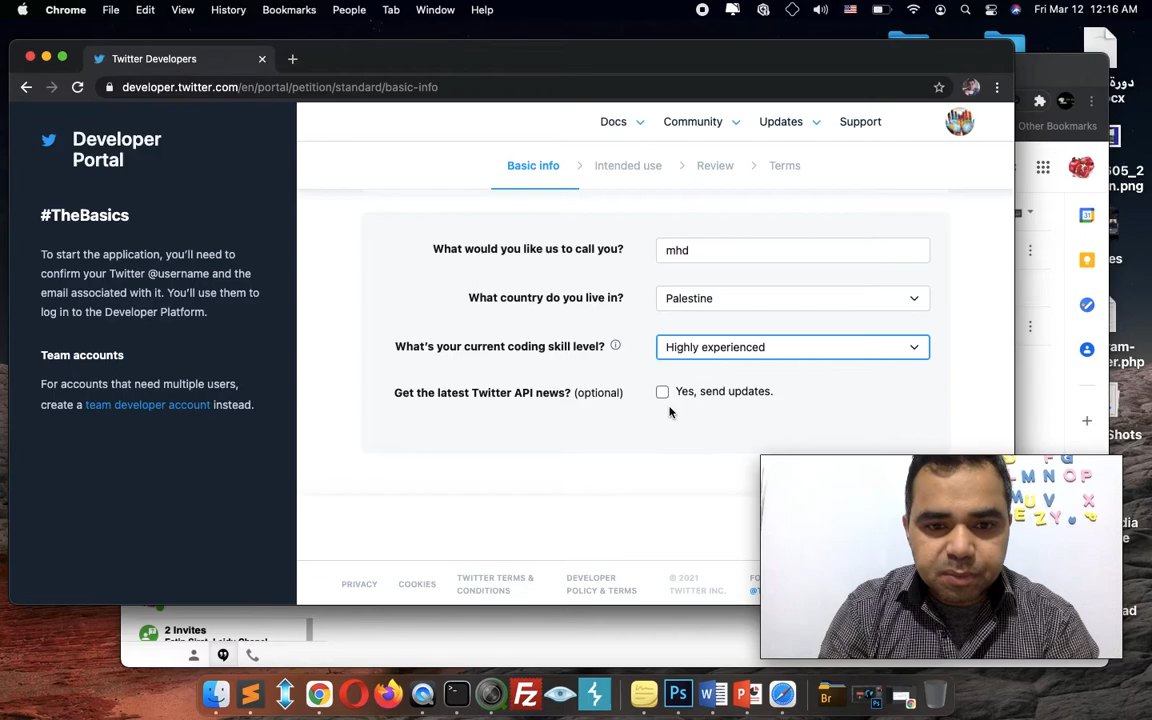 Chrome File Edit View History Bookmarks People Tab Window Help Fri Mar 12 12:16 AM
Twitter Developers
developer.twitter.com/en/portal/petition/standard/basic-info
Other Bookmarks
Developer
Portal
#TheBasics
To start the application, you'll need to
confirm your Twitter @username and the
email associated with it. You'll use them to
log in to the Developer Platform.
Team accounts
For accounts that need multiple users,
create a team developer account instead.
Docs Community Updates Support
Basic info Intended use Review Terms
What would you like us to call you? mhd
What country do you live in? Palestine
What's your current coding skill level? Highly experienced
Get the latest Twitter API news? (optional) Yes, send updates.
PRIVACY COOKIES TWITTER TERMS &
CONDITIONS DEVELOPER
POLICY & TERMS © 2021
TWITTER INC.
2 Invites
دورة
Shots
L M N O P
U V X
E Z Y
Fz Ps W P Br